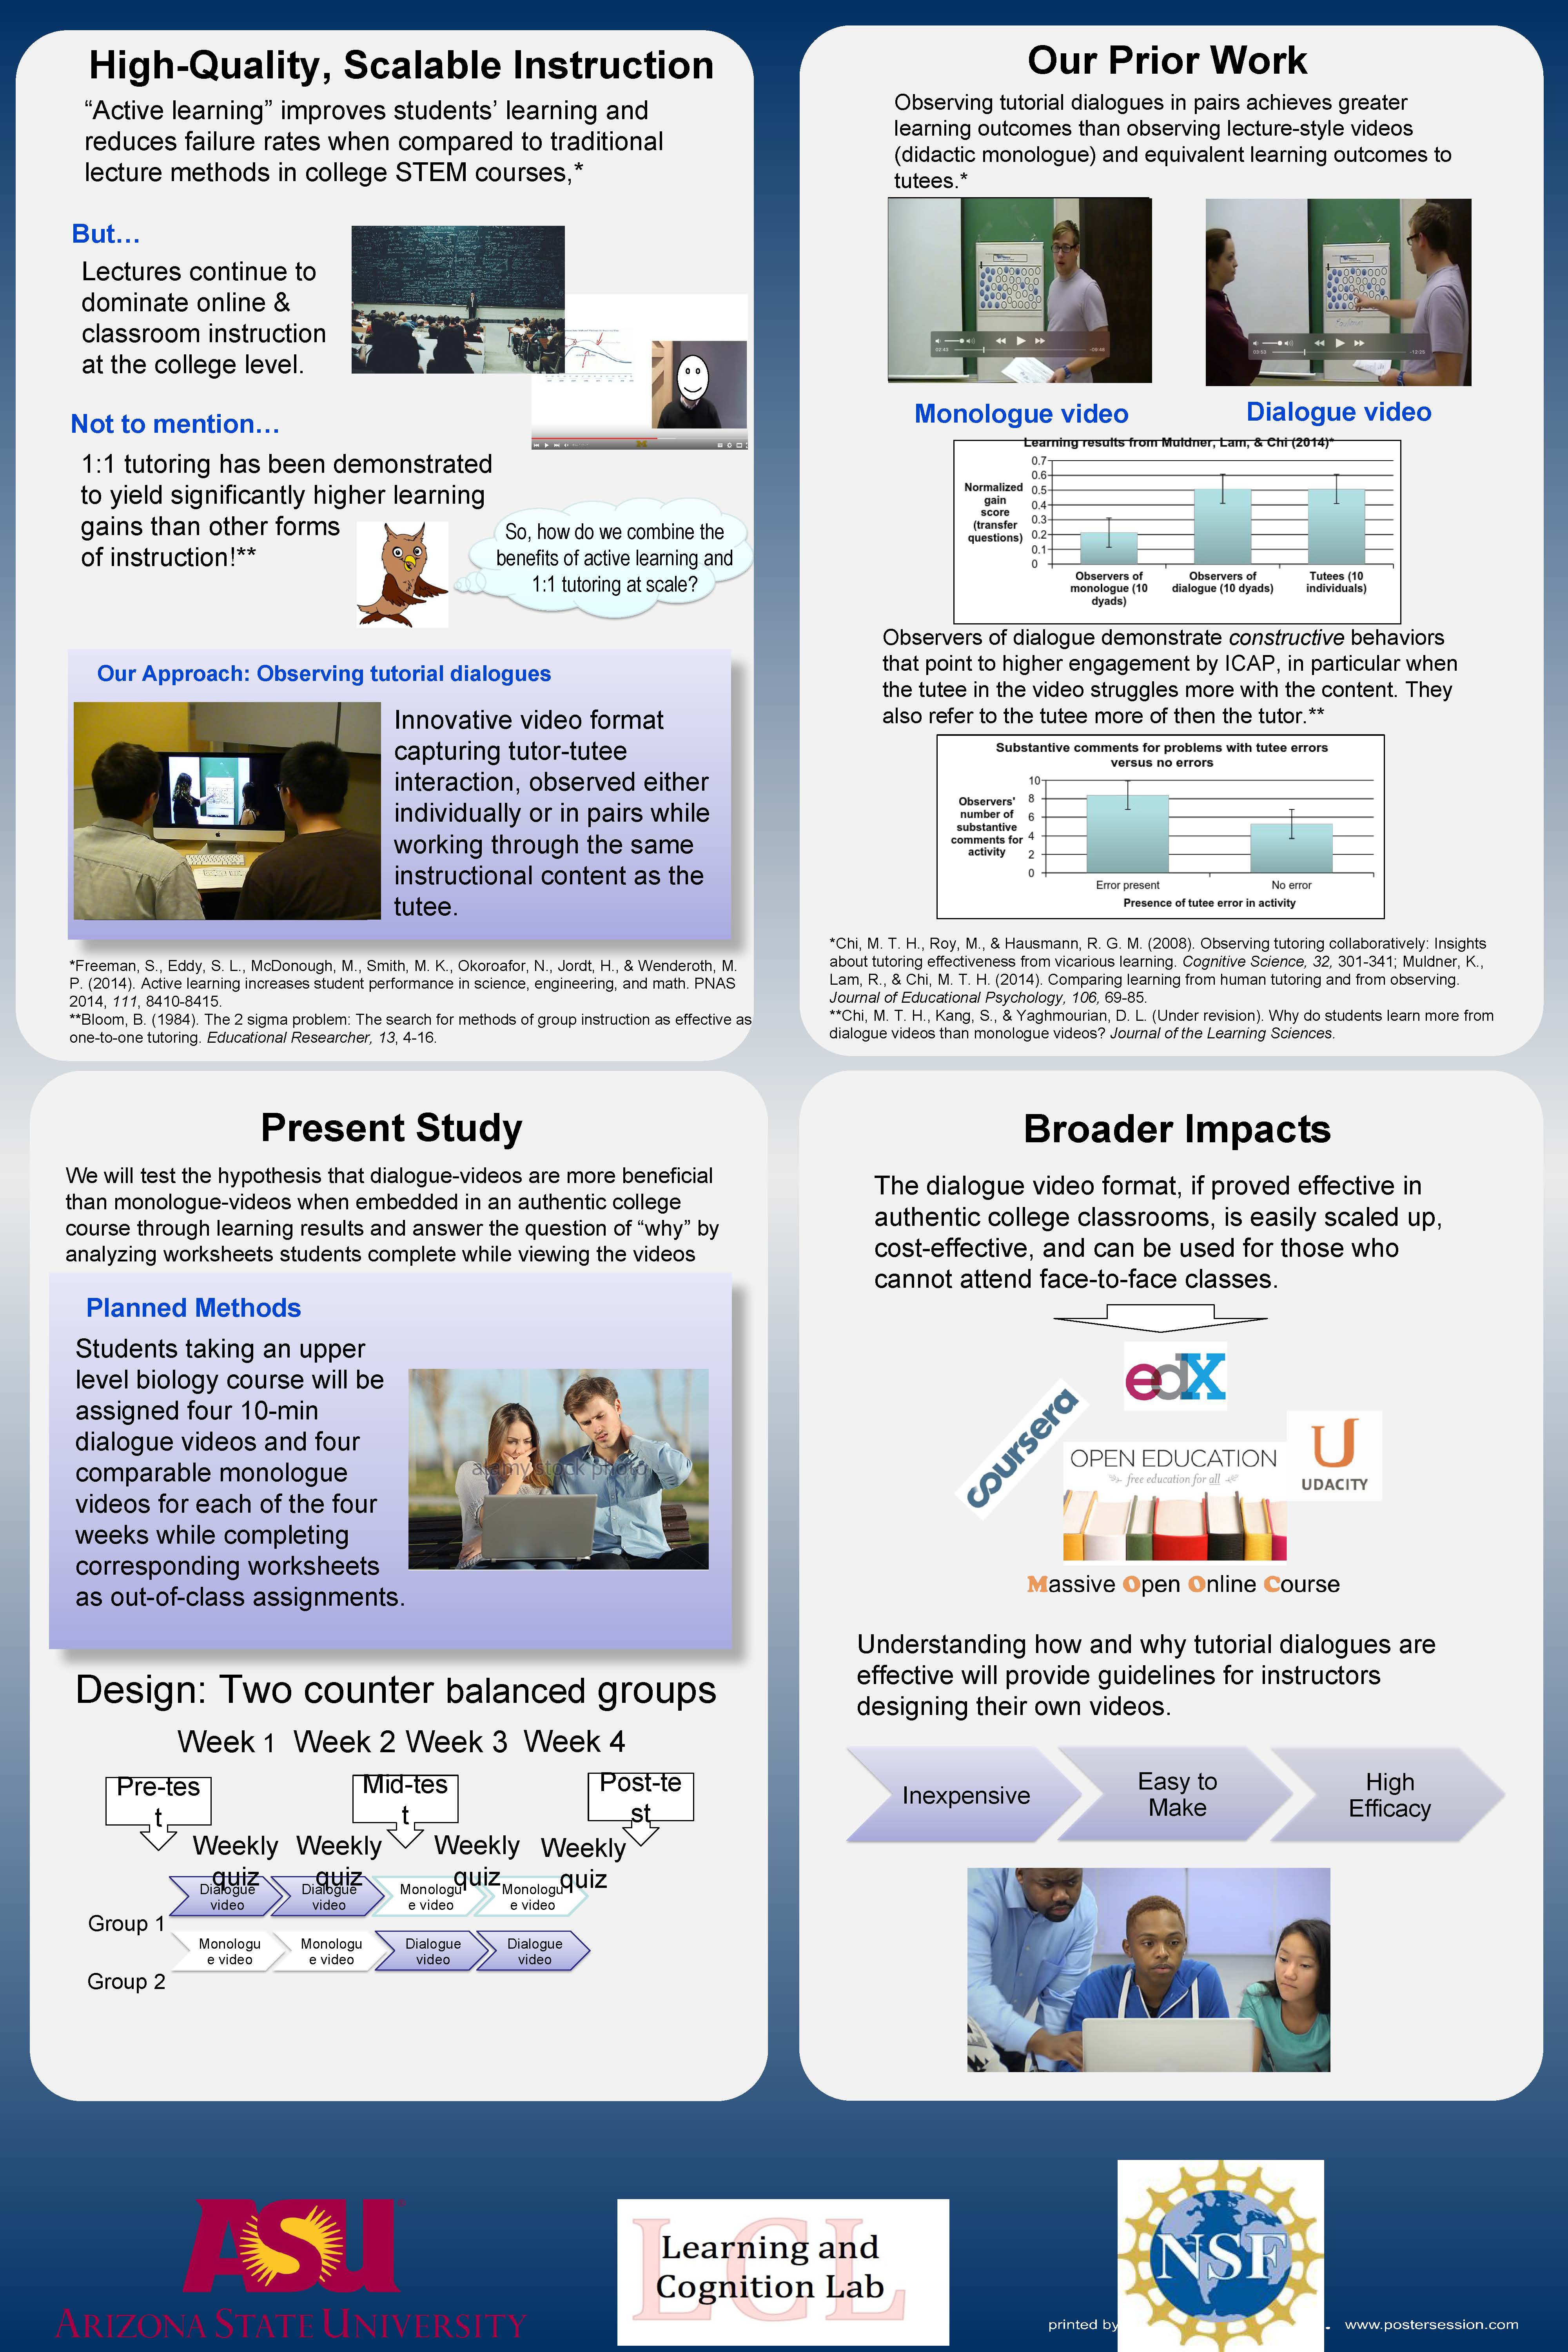 High-Quality, Scalable Instruction
“Active learning” improves students’ learning and
reduces failure rates when compared to traditional
lecture methods in college STEM courses,*
But…
Lectures continue to
dominate online &
classroom instruction
at the college level.
Not to mention…
1:1 tutoring has been demonstrated
to yield significantly higher learning
gains than other forms
of instruction!**
So, how do we combine the
benefits of active learning and
1:1 tutoring at scale?
Our Approach: Observing tutorial dialogues
Innovative video format
capturing tutor-tutee
interaction, observed either
individually or in pairs while
working through the same
instructional content as the
tutee.
*Freeman, S., Eddy, S. L., McDonough, M., Smith, M. K., Okoroafor, N., Jordt, H., & Wenderoth, M.
P. (2014). Active learning increases student performance in science, engineering, and math. PNAS
2014, 111, 8410-8415.
**Bloom, B. (1984). The 2 sigma problem: The search for methods of group instruction as effective as
one-to-one tutoring. Educational Researcher, 13, 4-16.
Our Prior Work
Observing tutorial dialogues in pairs achieves greater
learning outcomes than observing lecture-style videos
(didactic monologue) and equivalent learning outcomes to
tutees.*
Monologue video
Dialogue video
Learning results from Muldner, Lam, & Chi (2014)*
Normalized
gain
score
(transfer
questions)
0.7
0.6
0.5
0.4
0.3
0.2
0.1
0
Observers of
monologue (10
dyads)
Observers of
dialogue (10 dyads)
Tutees (10
individuals)
Observers of dialogue demonstrate constructive behaviors
that point to higher engagement by ICAP, in particular when
the tutee in the video struggles more with the content. They
also refer to the tutee more of then the tutor.**
Substantive comments for problems with tutee errors
versus no errors
Observers'
number of
substantive
comments for
activity
10
8
6
4
2
0
Error present
No error
Presence of tutee error in activity
*Chi, M. T. H., Roy, M., & Hausmann, R. G. M. (2008). Observing tutoring collaboratively: Insights
about tutoring effectiveness from vicarious learning. Cognitive Science, 32, 301-341; Muldner, K.,
Lam, R., & Chi, M. T. H. (2014). Comparing learning from human tutoring and from observing.
Journal of Educational Psychology, 106, 69-85.
**Chi, M. T. H., Kang, S., & Yaghmourian, D. L. (Under revision). Why do students learn more from
dialogue videos than monologue videos? Journal of the Learning Sciences.
Present Study
We will test the hypothesis that dialogue-videos are more beneficial
than monologue-videos when embedded in an authentic college
course through learning results and answer the question of “why” by
analyzing worksheets students complete while viewing the videos
Planned Methods
Students taking an upper
level biology course will be
assigned four 10-min
dialogue videos and four
comparable monologue
videos for each of the four
weeks while completing
corresponding worksheets
as out-of-class assignments.
alamy stock photo
Design: Two counter balanced groups
Week 1 Week 2 Week 3 Week 4
Pre-tes
t
Mid-tes
t
Post-te
st
Weekly
quiz
Weekly
quiz
Weekly
quiz
Weekly
quiz
Group 1
Dialogue
video
Dialogue
video
Monologu
e video
Monologu
e video
Group 2
Monologu
e video
Monologu
e video
Dialogue
video
Dialogue
video
Broader Impacts
The dialogue video format, if proved effective in
authentic college classrooms, is easily scaled up,
cost-effective, and can be used for those who
cannot attend face-to-face classes.
edX
coursera
OPEN EDUCATION
free education for all
U
UDACITY
Massive Open Online Course
Understanding how and why tutorial dialogues are
effective will provide guidelines for instructors
designing their own videos.
Inexpensive
Easy to
Make
High
Efficacy
ASU
ARIZONA STATE UNIVERSITY
LCL
Learning and
Cognition Lab
NSF
printed by
www.postersession.com